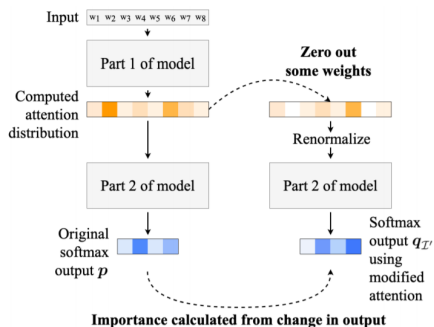 Input
w1 w2 w3 w4 w5 w6 w7 w8
Part 1 of model
Zero out
some weights
Computed
attention
distribution
Renormalize
Part 2 of model
Part 2 of model
Original
softmax
output p
Softmax
output qI′
using
modified
attention
Importance calculated from change in output